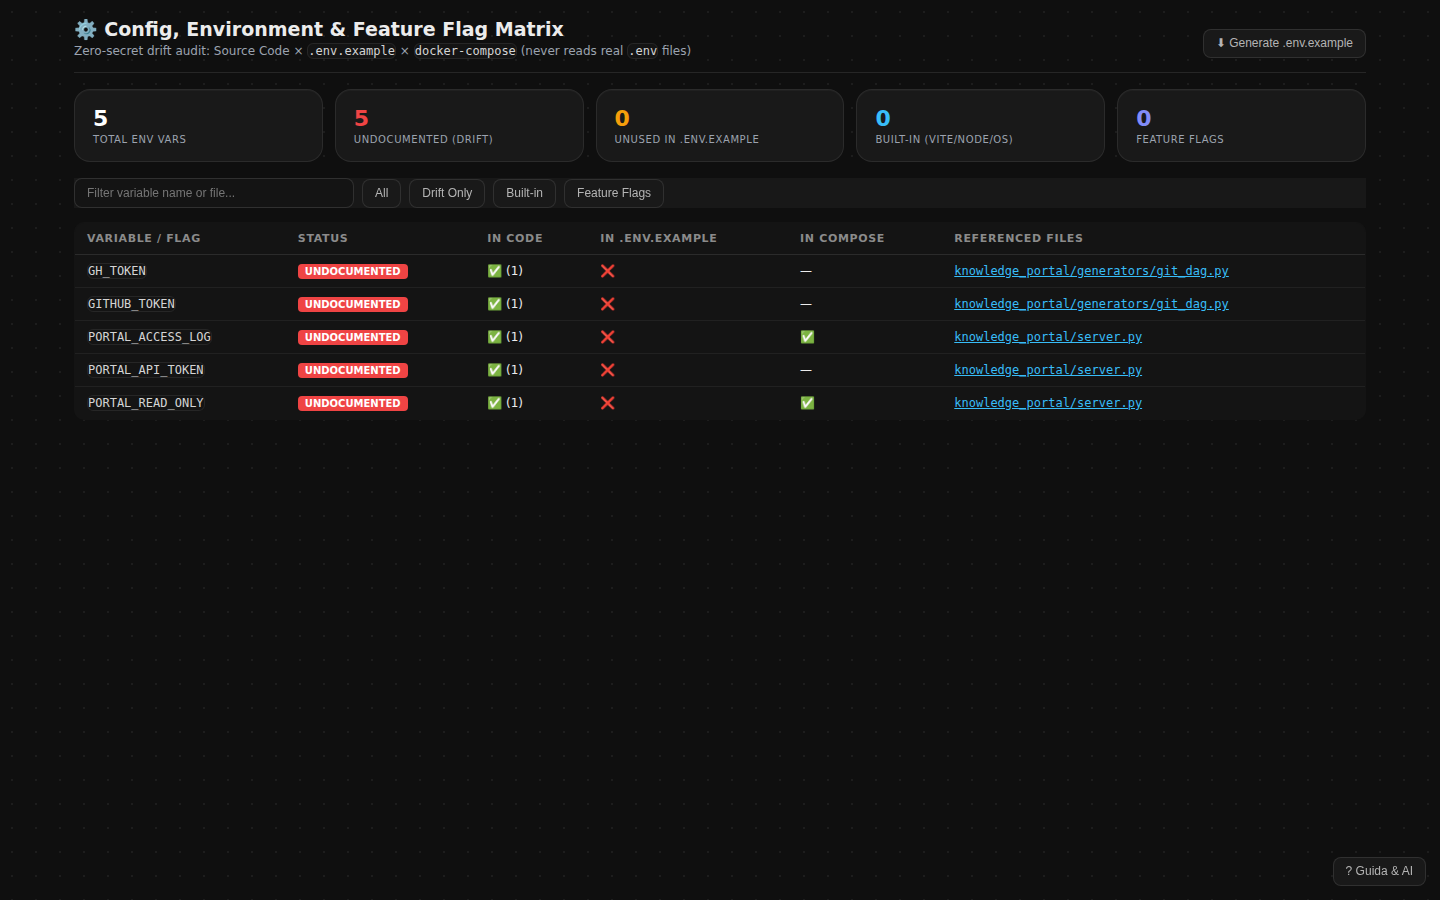 ⚙️ Config, Environment & Feature Flag Matrix
Zero-secret drift audit: Source Code × .env.example × docker-compose (never reads real .env files)
⬇ Generate .env.example
5
TOTAL ENV VARS
5
UNDOCUMENTED (DRIFT)
0
UNUSED IN .ENV.EXAMPLE
0
BUILT-IN (VITE/NODE/OS)
0
FEATURE FLAGS
Filter variable name or file... All Drift Only Built-in Feature Flags
VARIABLE / FLAG STATUS IN CODE IN .ENV.EXAMPLE IN COMPOSE REFERENCED FILES
GH_TOKEN UNDOCUMENTED ✅ (1) ❌ — knowledge_portal/generators/git_dag.py
GITHUB_TOKEN UNDOCUMENTED ✅ (1) ❌ — knowledge_portal/generators/git_dag.py
PORTAL_ACCESS_LOG UNDOCUMENTED ✅ (1) ❌ ✅ knowledge_portal/server.py
PORTAL_API_TOKEN UNDOCUMENTED ✅ (1) ❌ — knowledge_portal/server.py
PORTAL_READ_ONLY UNDOCUMENTED ✅ (1) ❌ ✅ knowledge_portal/server.py
? Guida & AI